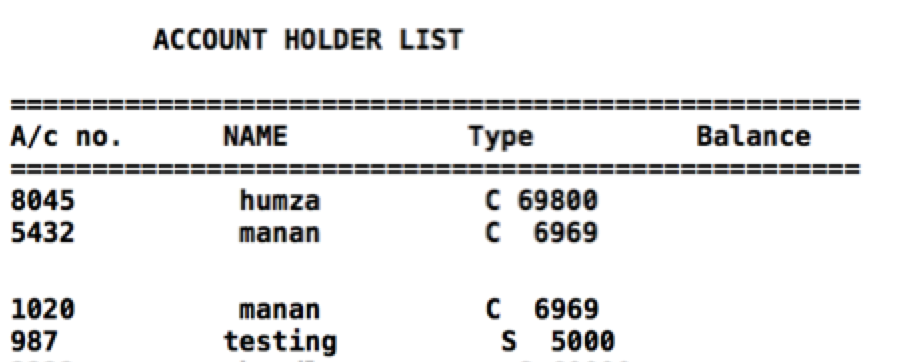 ACCOUNT HOLDER LIST
====================================================
A/c no. NAME Type Balance
====================================================
8045 humza C 69800
5432 manan C 6969
1020 manan C 6969
987 testing S 5000